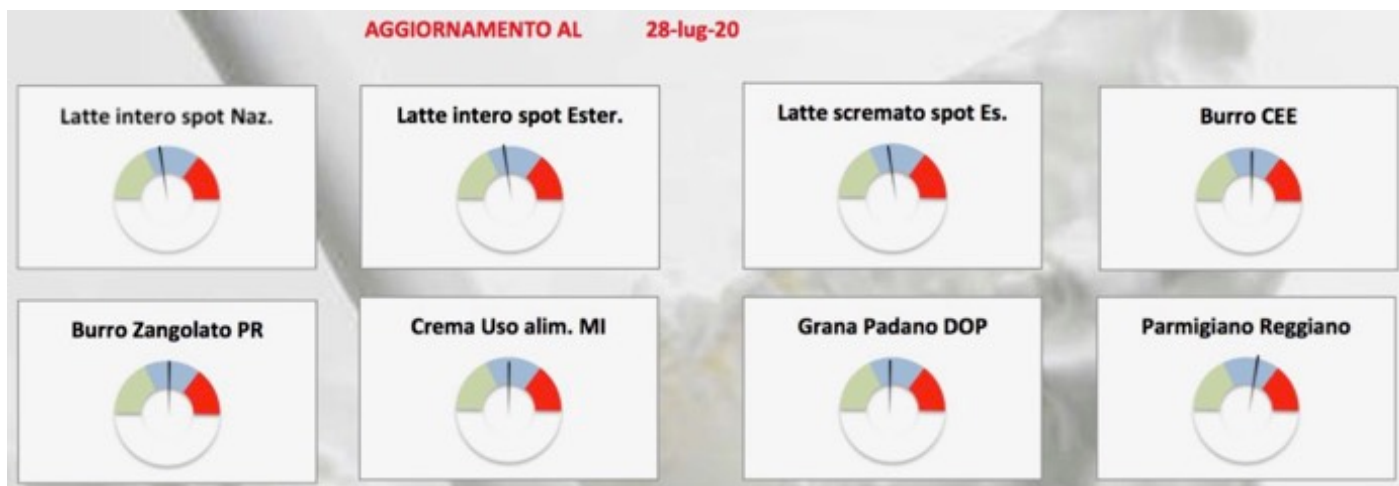 AGGIORNAMENTO AL 28-lug-20
Latte intero spot Naz.
Latte intero spot Ester.
Latte scremato spot Es.
Burro CEE
Burro Zangolato PR
Crema Uso alim. MI
Grana Padano DOP
Parmigiano Reggiano